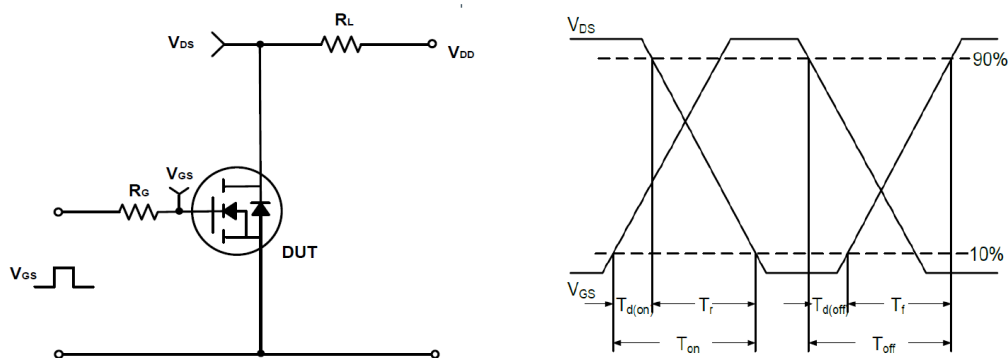 RL
VDS
VDD
VGS
RG
DUT
VGS
VDS
90%
10%
VGS
Td(on)
Tr
Td(off)
Tf
Ton
Toff